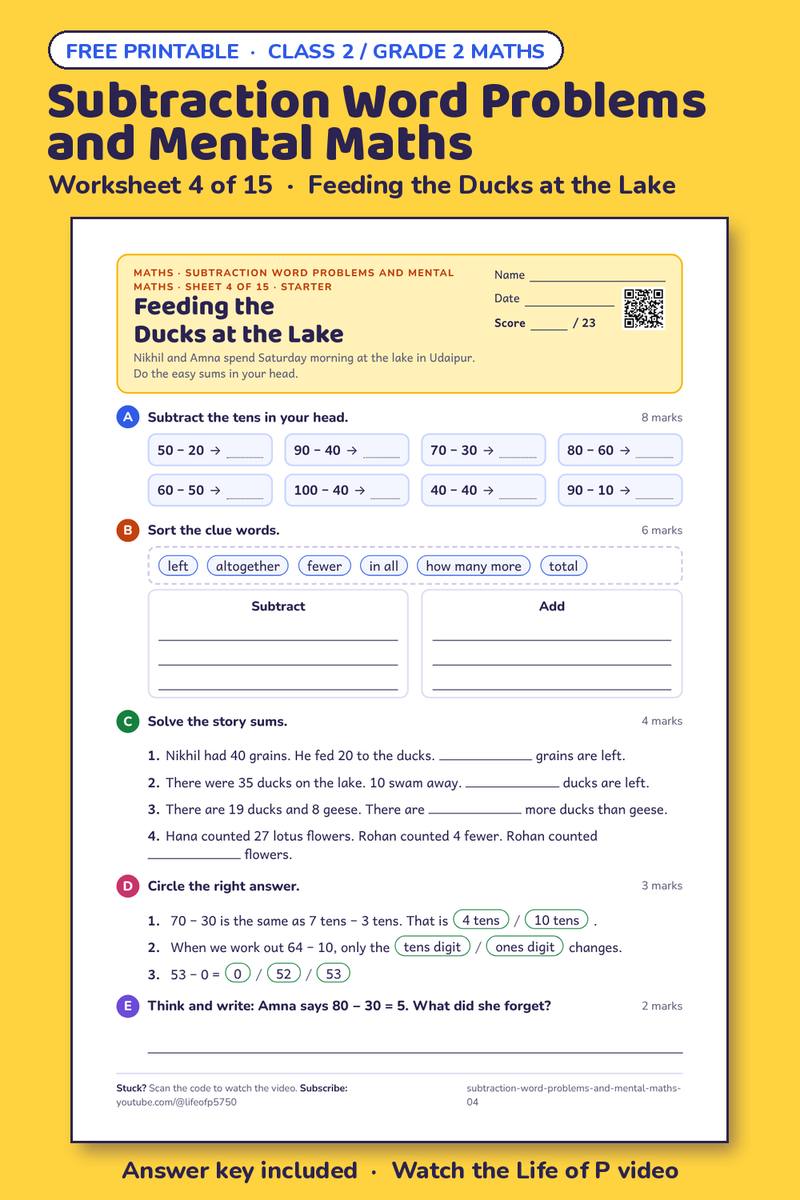 FREE PRINTABLE · CLASS 2 / GRADE 2 MATHS
Subtraction Word Problems
and Mental Maths
Worksheet 4 of 15 · Feeding the Ducks at the Lake
MATHS · SUBTRACTION WORD PROBLEMS AND MENTAL
MATHS · SHEET 4 OF 15 · STARTER
Feeding the
Ducks at the Lake
Nikhil and Amna spend Saturday morning at the lake in Udaipur.
Do the easy sums in your head.
Name
Date
Score / 23
A Subtract the tens in your head. 8 marks
50 − 20 → 90 − 40 → 70 − 30 → 80 − 60 →
60 − 50 → 100 − 40 → 40 − 40 → 90 − 10 →
B Sort the clue words. 6 marks
left altogether fewer in all how many more total
Subtract Add
C Solve the story sums. 4 marks
1. Nikhil had 40 grains. He fed 20 to the ducks. ____ grains are left.
2. There were 35 ducks on the lake. 10 swam away. ____ ducks are left.
3. There are 19 ducks and 8 geese. There are ____ more ducks than geese.
4. Hana counted 27 lotus flowers. Rohan counted 4 fewer. Rohan counted
____ flowers.
D Circle the right answer. 3 marks
1. 70 − 30 is the same as 7 tens − 3 tens. That is 4 tens / 10 tens .
2. When we work out 64 − 10, only the tens digit / ones digit changes.
3. 53 − 0 = 0 / 52 / 53
E Think and write: Amna says 80 − 30 = 5. What did she forget? 2 marks
Stuck? Scan the code to watch the video. Subscribe:
youtube.com/@lifeofp5750
subtraction-word-problems-and-mental-maths-
04
Answer key included · Watch the Life of P video